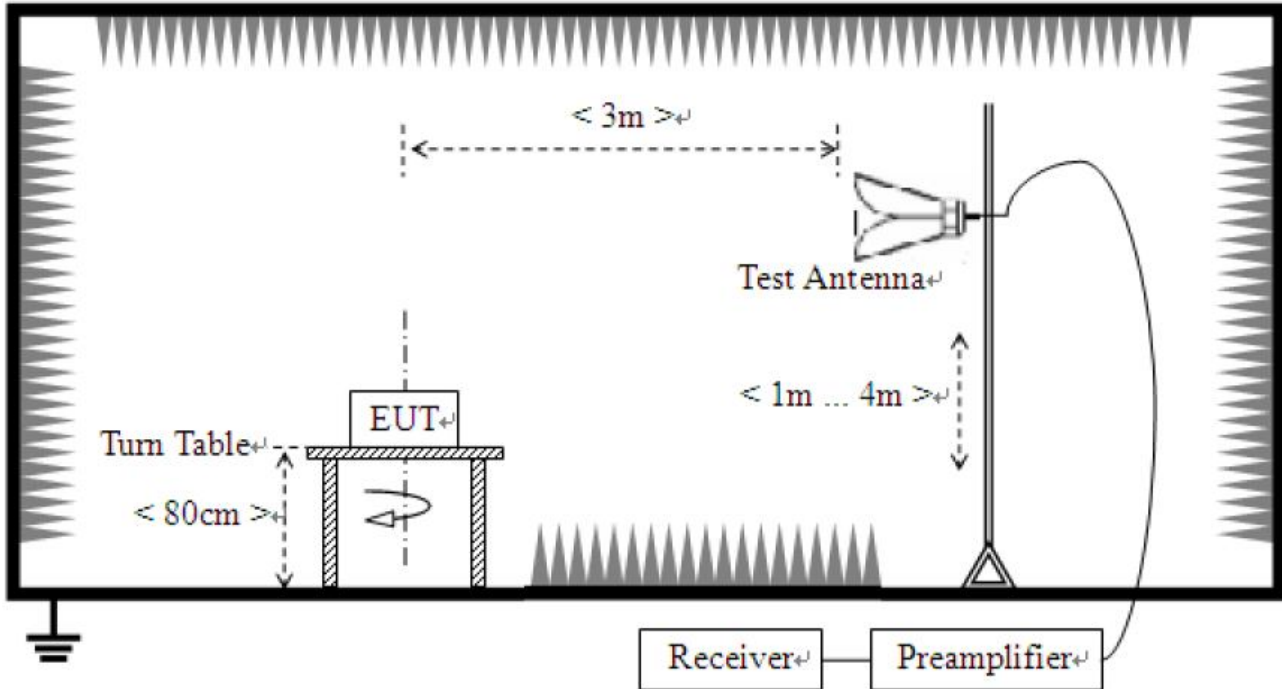 < 3m >↵
Test Antenna↵
< 1m ... 4m >↵
EUT↵
Turn Table↵
< 80cm >↵
Receiver↵
Preamplifier↵